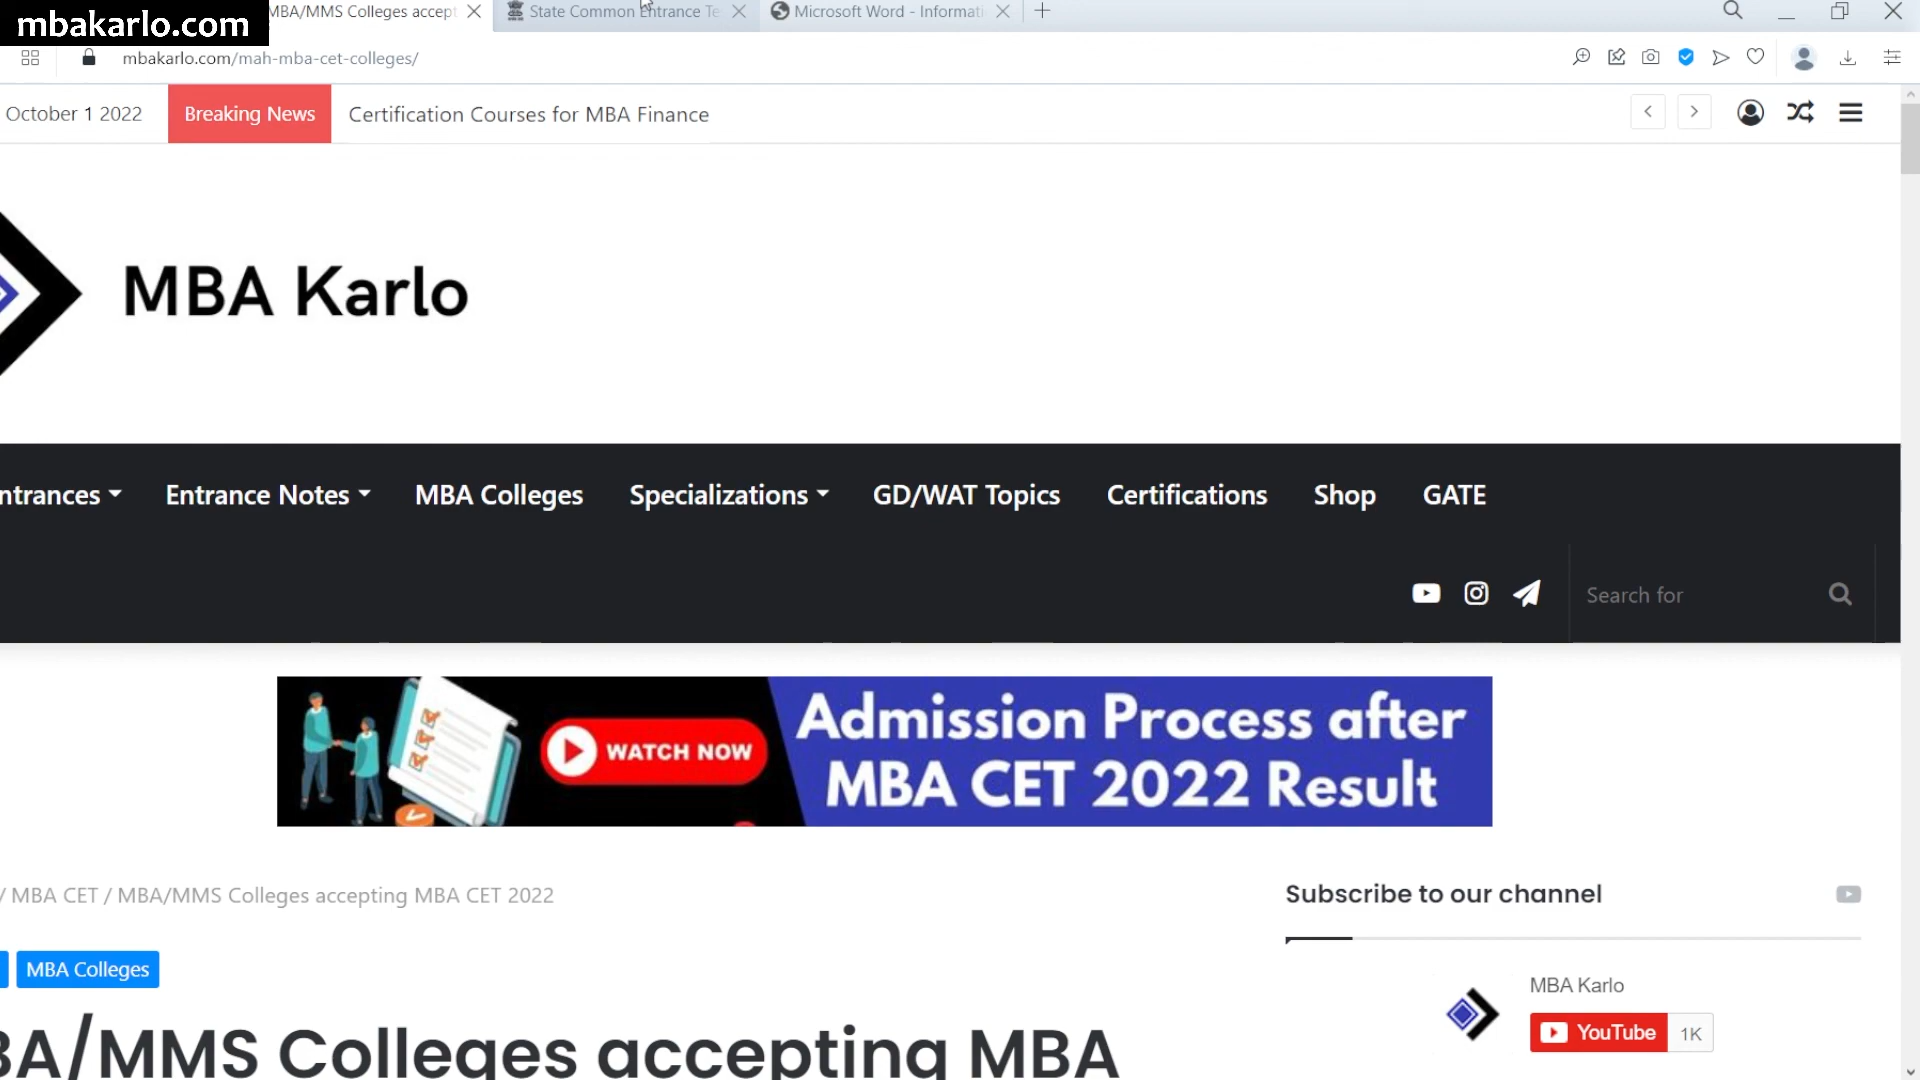 mbakarlo.com
MBA/MMS Colleges accept
State Common Entrance Te
Microsoft Word - Informati
mbakarlo.com/mah-mba-cet-colleges/
October 1 2022
Breaking News
Certification Courses for MBA Finance
MBA Karlo
ntrances
Entrance Notes
MBA Colleges
Specializations
GD/WAT Topics
Certifications
Shop
GATE
Search for
WATCH NOW
Admission Process after
MBA CET 2022 Result
/ MBA CET / MBA/MMS Colleges accepting MBA CET 2022
Subscribe to our channel
MBA Colleges
MBA Karlo
YouTube 1K
BA/MMS Colleges accepting MBA